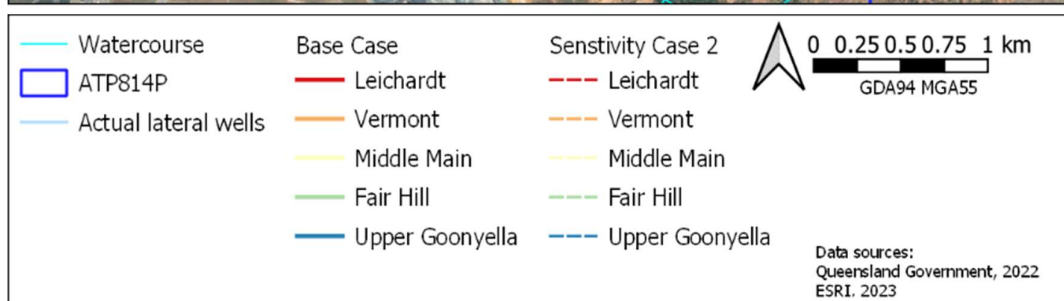 Watercourse
ATP814P
Actual lateral wells
Base Case
Leichardt
Vermont
Middle Main
Fair Hill
Upper Goonyella
Senstivity Case 2
Leichardt
Vermont
Middle Main
Fair Hill
Upper Goonyella
0 0.25 0.5 0.75 1 km
GDA94 MGA55
Data sources:
Queensland Government, 2022
ESRI, 2023